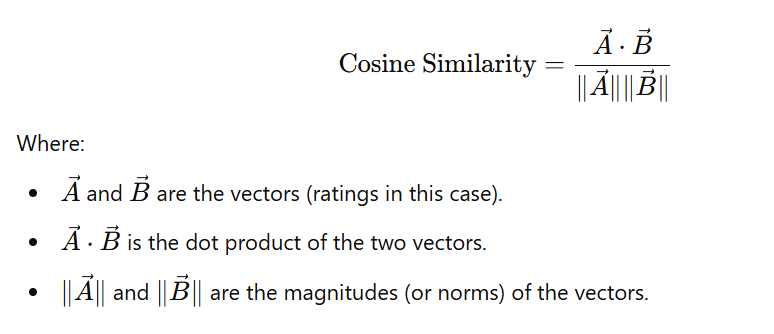 Cosine Similarity = \frac{\vec{A} \cdot \vec{B}}{\|\vec{A}\| \|\vec{B}\|}
Where:
• \vec{A} and \vec{B} are the vectors (ratings in this case).
• \vec{A} \cdot \vec{B} is the dot product of the two vectors.
• \|\vec{A}\| and \|\vec{B}\| are the magnitudes (or norms) of the vectors.